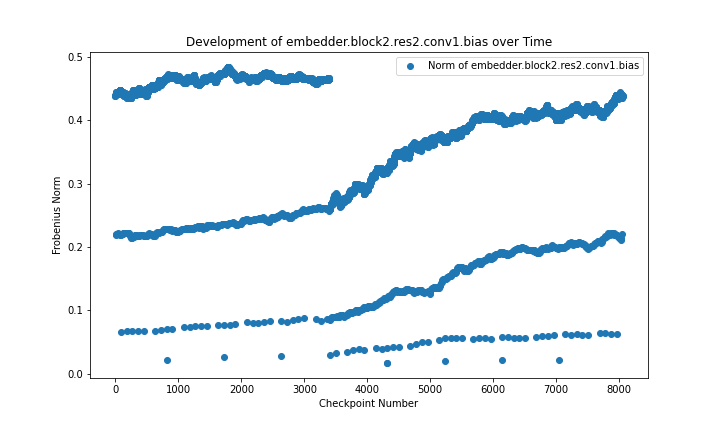 Development of embedder.block2.res2.conv1.bias over Time
Norm of embedder.block2.res2.conv1.bias
Frobenius Norm
0.5
0.4
0.3
0.2
0.1
0.0
0 1000 2000 3000 4000 5000 6000 7000 8000
Checkpoint Number